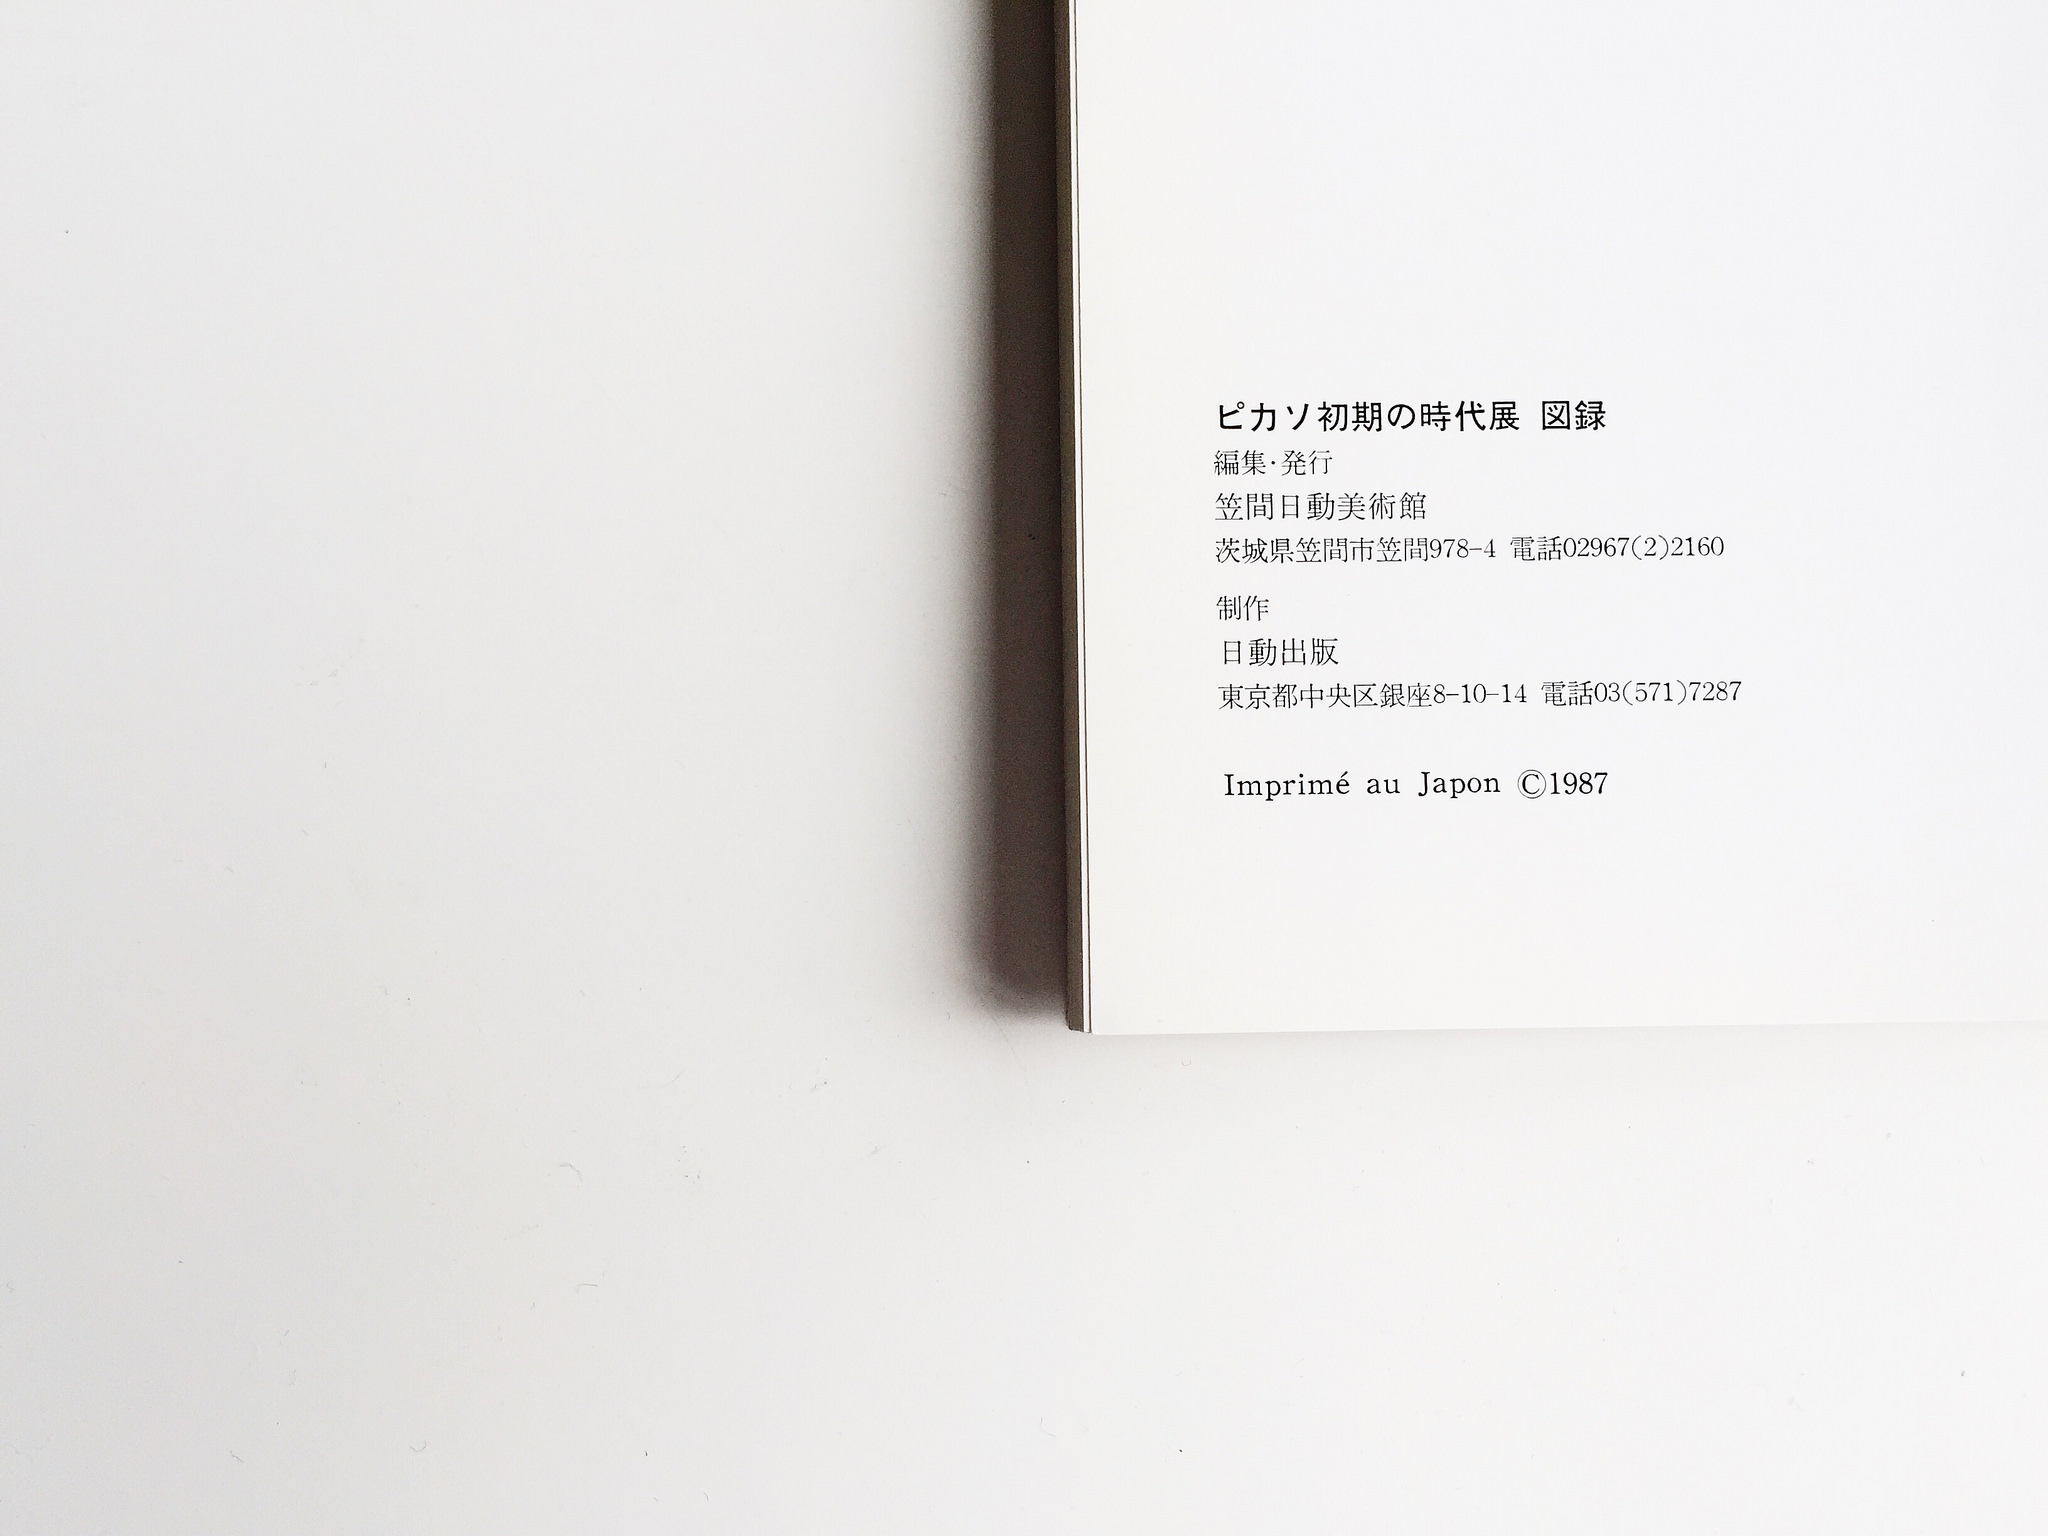 ピカソ初期の時代展 図録
編集·発行
笠間日動美術館
茨城県笠間市笠間978-4 電話02967(2)2160
制作
日動出版
東京都中央区銀座8-10-14 電話03(571)7287
Imprimé au Japon ©1987